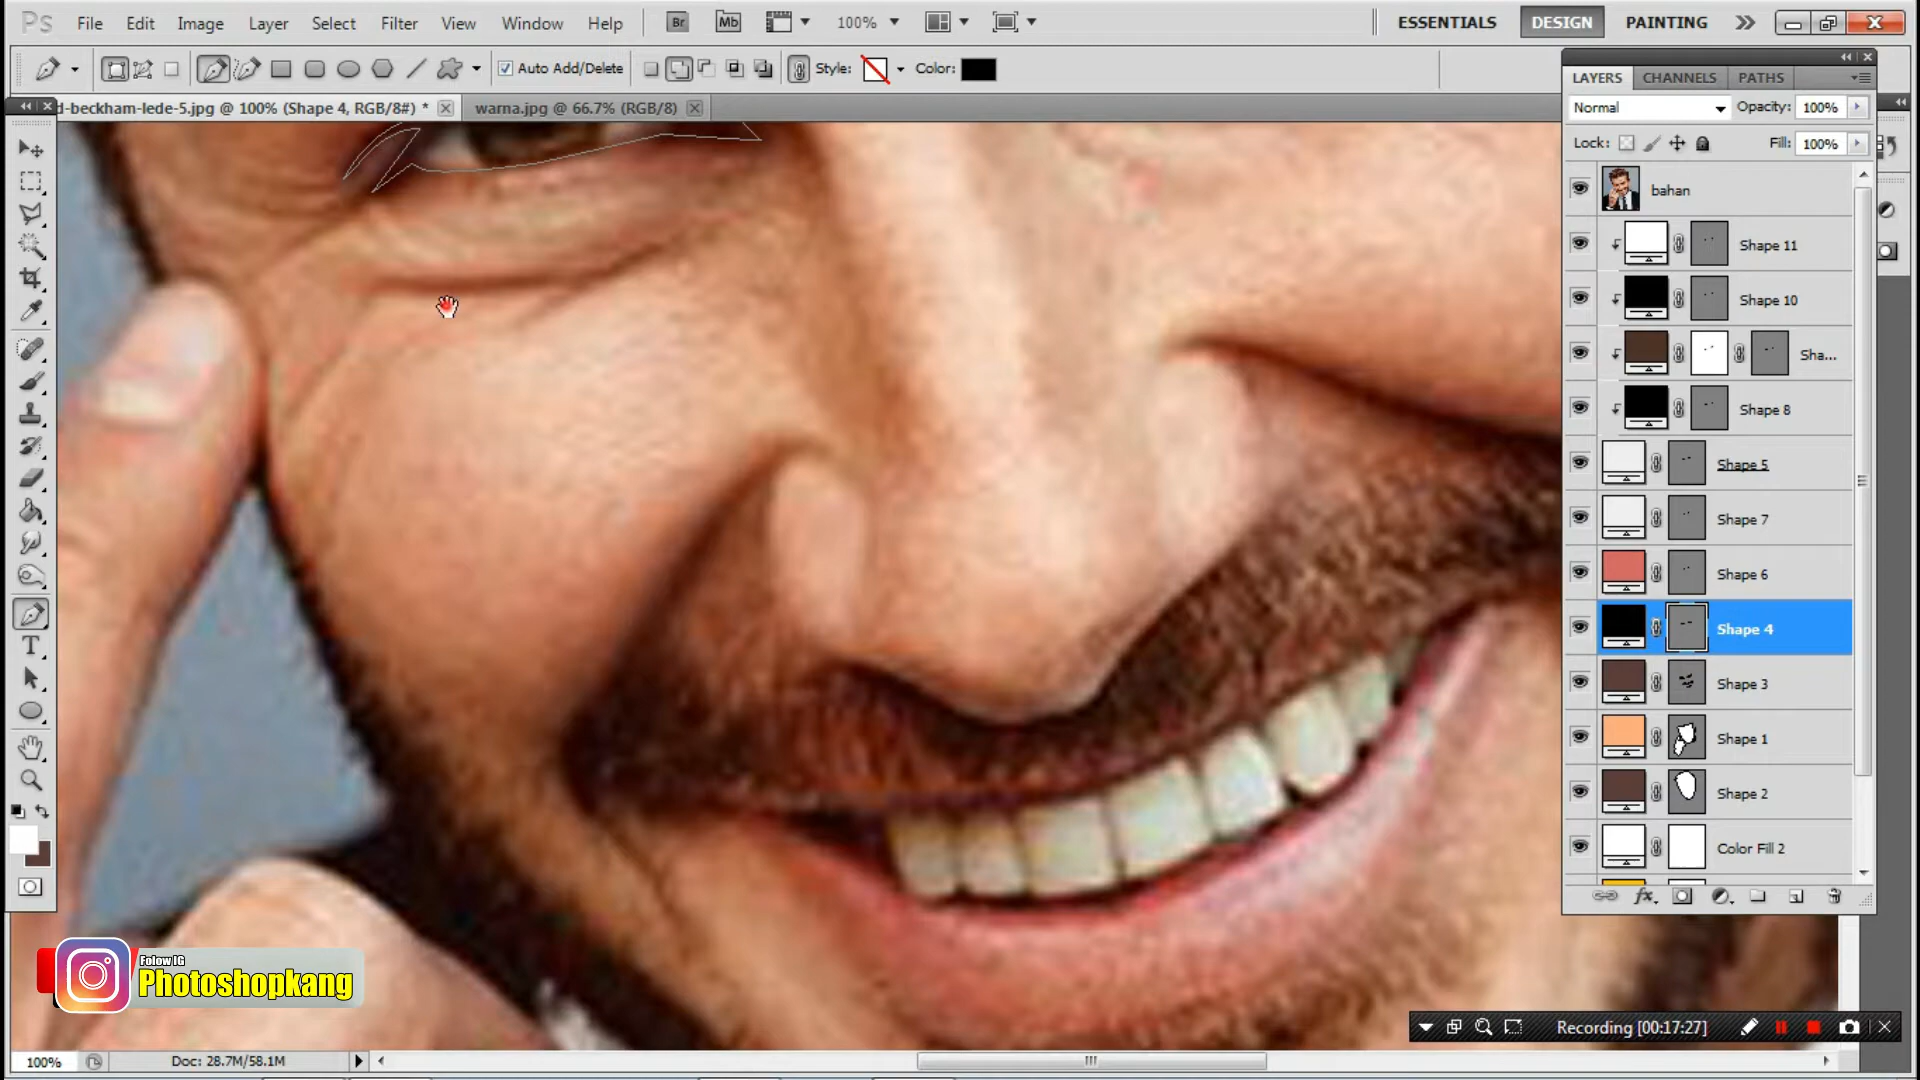 Ps File Edit Image Layer Select Filter View Window Help Br Mb 100% ESSENTIALS DESIGN PAINTING
Auto Add/Delete Style: Color:
d-beckham-lede-5.jpg @ 100% (Shape 4, RGB/8#) * warna.jpg @ 66.7% (RGB/8)
LAYERS CHANNELS PATHS
Normal Opacity: 100%
Lock: Fill: 100%
bahan
Shape 11
Shape 10
Sha...
Shape 8
Shape 5
Shape 7
Shape 6
Shape 4
Shape 3
Shape 1
Shape 2
Color Fill 2
T
fx
Folow IG
Photoshopkang
Recording [00:17:27]
100% Doc: 28.7M/58.1M